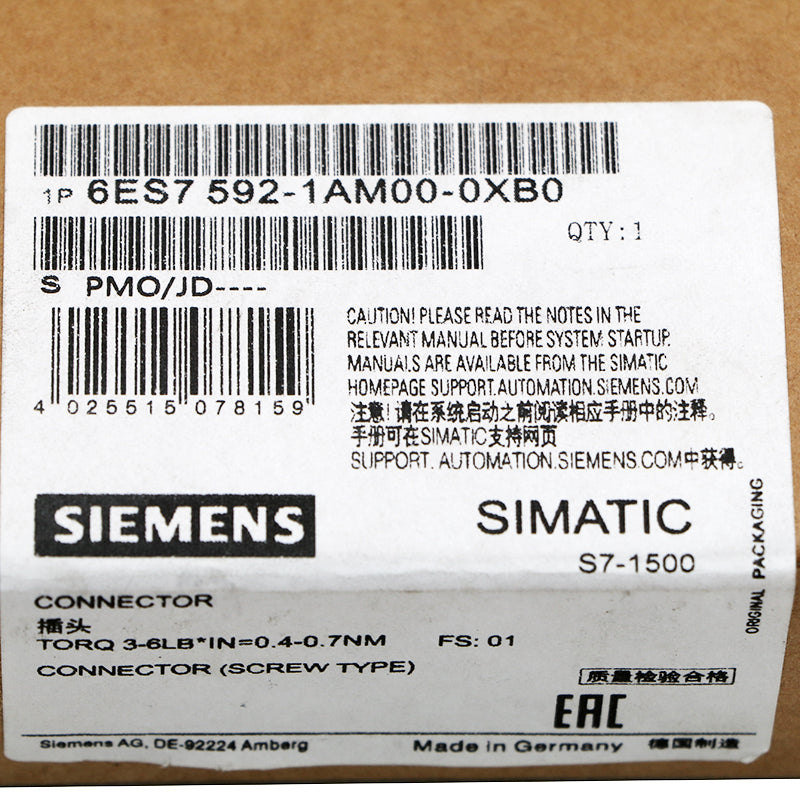 1P 6ES7 592-1AM00-0XB0
QTY:1
S PMO/JD----
4 025515 078159
CAUTION! PLEASE READ THE NOTES IN THE
RELEVANT MANUAL BEFORE SYSTEM STARTUP.
MANUALS ARE AVAILABLE FROM THE SIMATIC
HOMEPAGE SUPPORT.AUTOMATION.SIEMENS.COM
注意!请在系统启动之前阅读相应手册中的注释。
手册可在SIMATIC支持网页
SUPPORT. AUTOMATION.SIEMENS.COM中获得。
SIEMENS
SIMATIC
S7-1500
ORIGINAL PACKAGING
CONNECTOR
插头
TORQ 3-6LB*IN=0.4-0.7NM FS: 01
CONNECTOR (SCREW TYPE)
质量检验合格
EAC
Siemens AG, DE-92224 Amberg
Made in Germany 德国制造